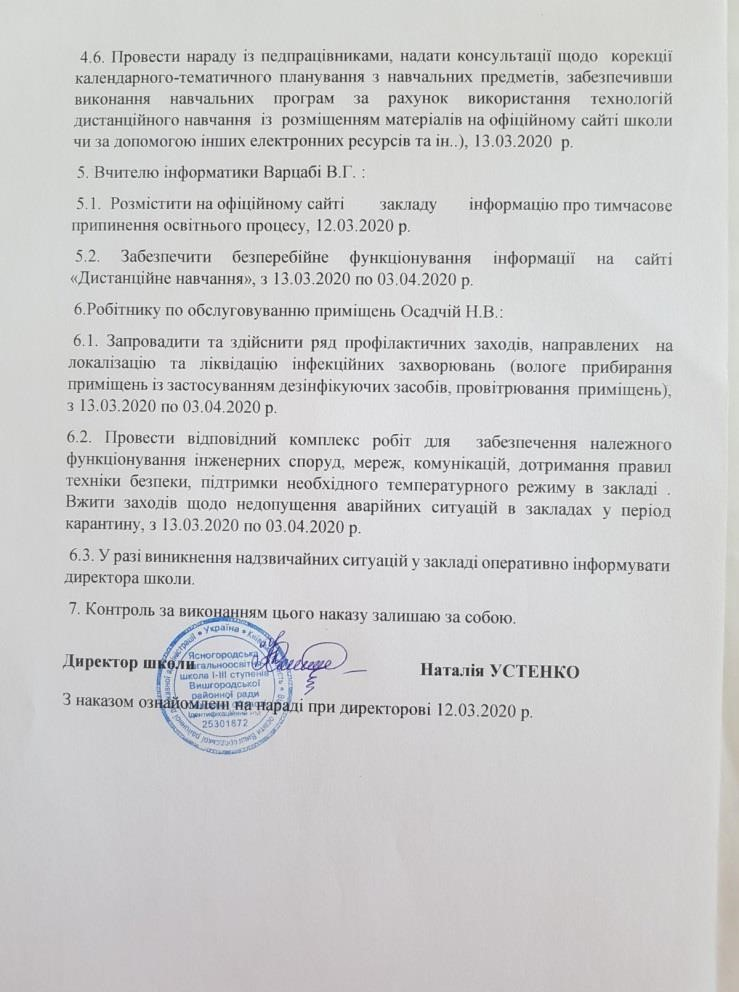 4.6. Провести нараду із педпрацівниками, надати консультації щодо корекції
календарного-тематичного планування з навчальних предметів, забезпечивши
виконання навчальних програм за рахунок використання технологій
дистанційного навчання із розміщенням матеріалів на офіційному сайті школи
чи за допомогою інших електронних ресурсів та ін..), 13.03.2020 р.
5. Вчителю інформатики Варцабі В.Г. :
5.1. Розмістити на офіційному сайті закладу інформацію про тимчасове
припинення освітнього процесу, 12.03.2020 р.
5.2. Забезпечити безперебійне функціонування інформації на сайті
«Дистанційне навчання», з 13.03.2020 по 03.04.2020 р.
6.Робітнику по обслуговуванню приміщень Осадчій Н.В.:
6.1. Запровадити та здійснити ряд профілактичних заходів, направлених на
локалізацію та ліквідацію інфекційних захворювань (вологе прибирання
приміщень із застосуванням дезінфікуючих засобів, провітрювання приміщень),
з 13.03.2020 по 03.04.2020 р.
6.2. Провести відповідний комплекс робіт для забезпечення належного
функціонування інженерних споруд, мереж, комунікацій, дотримання правил
техніки безпеки, підтримки необхідного температурного режиму в закладі .
Вжити заходів щодо недопущення аварійних ситуацій в закладах у період
карантину, з 13.03.2020 по 03.04.2020 р.
6.3. У разі виникнення надзвичайних ситуацій у закладі оперативно інформувати
директора школи.
7. Контроль за виконанням цього наказу залишаю за собою.
Директор школи Наталія УСТЕНКО
З наказом ознайомлені на нараді при директорові 12.03.2020 р.
Україна
Ясногородська
загальноосвітня
школа І-ІІІ ступенів
Вишгородської
районної ради
Ідентифікаційний код
25301872